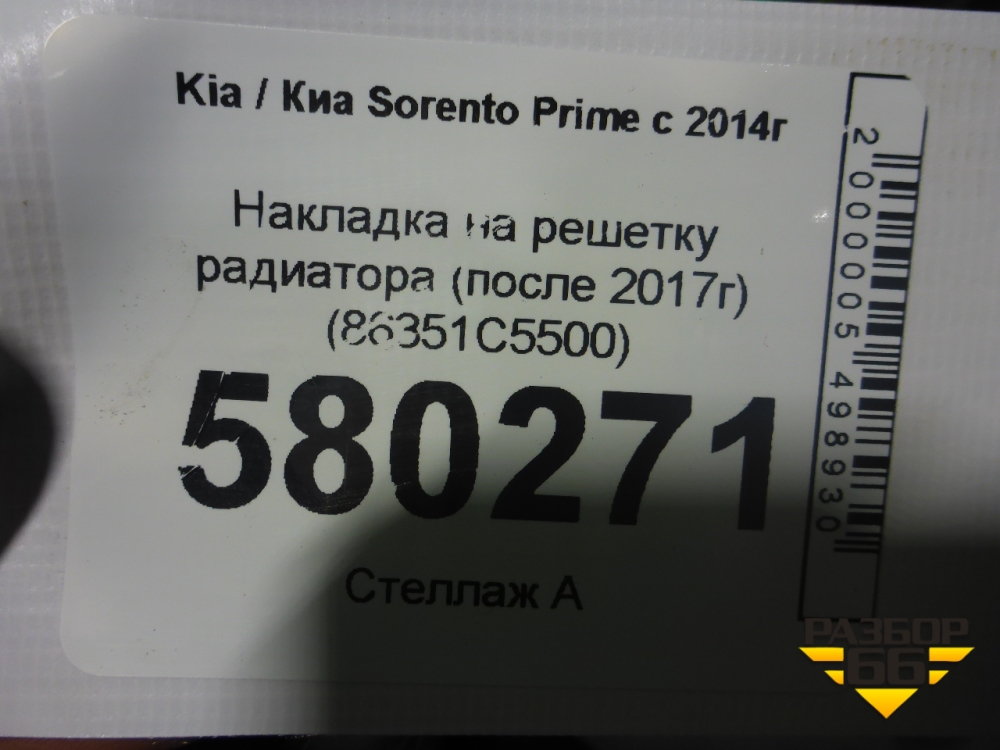 Kia / Киа Sorento Prime с 2014г
Накладка на решетку
радиатора (после 2017г)
(86351C5500)
580271
Стеллаж А
2000005498930
РАЗБОР
66